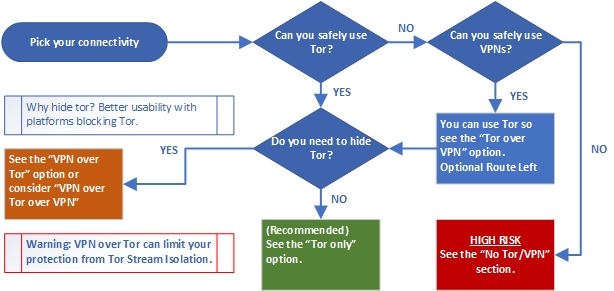 Pick your connectivity
Can you safely use
Tor?
NO
Can you safely use
VPNs?
YES
YES
NO
Why hide tor? Better usability with
platforms blocking Tor.
You can use Tor so
see the “Tor over
VPN” option.
Optional Route Left
Do you need to hide
Tor?
YES
NO
See the “VPN over
Tor” option or
consider “VPN over
Tor over VPN”
Warning: VPN over Tor can limit your
protection from Tor Stream Isolation.
(Recommended)
See the “Tor only”
option.
HIGH RISK
See the “No Tor/VPN”
section.